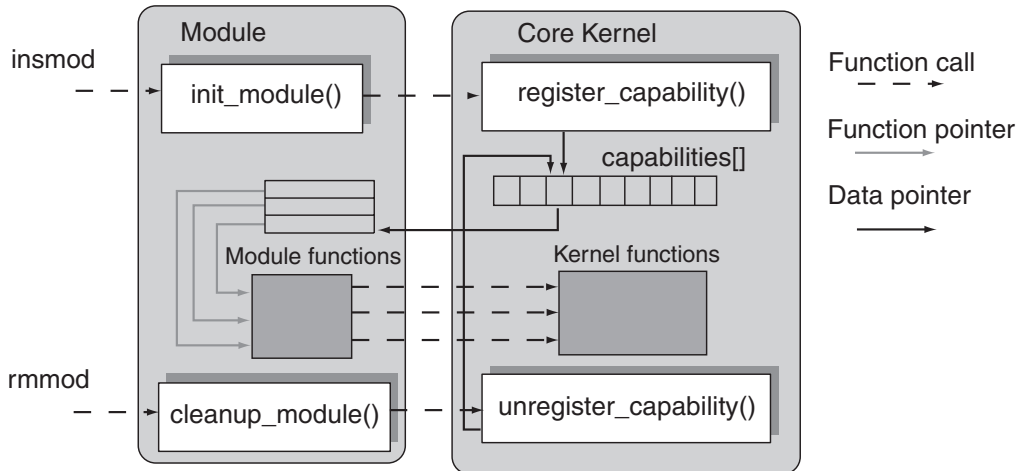 Module
Core Kernel
insmod
init_module()
register_capability()
Function call
Function pointer
Data pointer
capabilities[]
Module functions
Kernel functions
rmmod
cleanup_module()
unregister_capability()